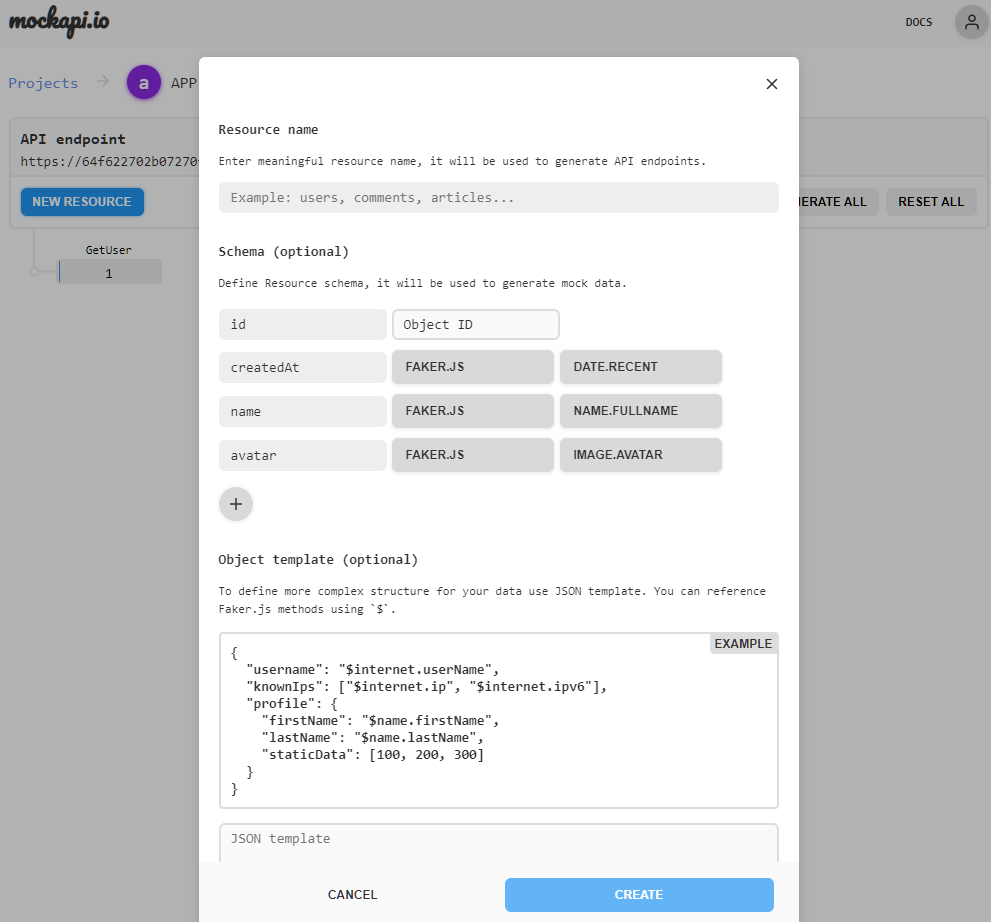 mockapi.io
DOCS
Projects
a
APP
API endpoint
https://64f622702b07270
NEW RESOURCE
ERATE ALL
RESET ALL
GetUser
1
Resource name
Enter meaningful resource name, it will be used to generate API endpoints.
Example: users, comments, articles...
Schema (optional)
Define Resource schema, it will be used to generate mock data.
id Object ID
createdAt FAKER.JS DATE.RECENT
name FAKER.JS NAME.FULLNAME
avatar FAKER.JS IMAGE.AVATAR
+
Object template (optional)
To define more complex structure for your data use JSON template. You can reference
Faker.js methods using `$`.
EXAMPLE
{
"username": "$internet.userName",
"knownIps": ["$internet.ip", "$internet.ipv6"],
"profile": {
"firstName": "$name.firstName",
"lastName": "$name.lastName",
"staticData": [100, 200, 300]
}
}
JSON template
CANCEL
CREATE